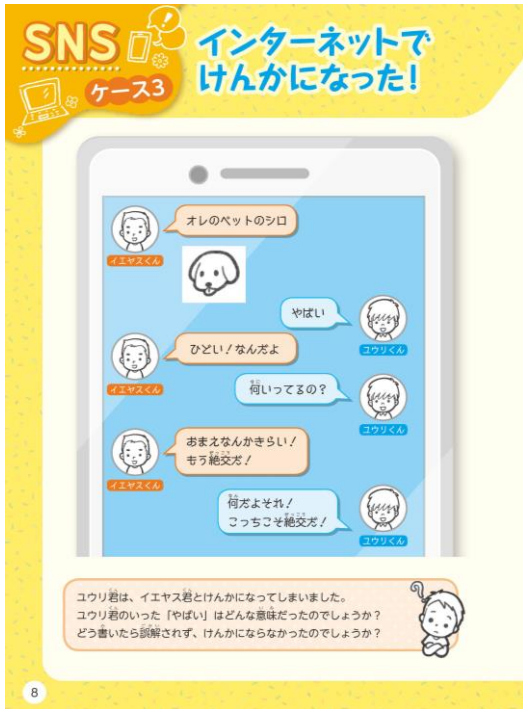 SNS
ケース3
インターネットで
けんかになった!
オレのペットのシロ
イエヤスくん
やばい
ユウリくん
ひどい!なんだよ
イエヤスくん
何いってるの?
ユウリくん
おまえなんかきらい!
もう絶交だ!
イエヤスくん
何だよそれ!
こっちこそ絶交だ!
ユウリくん
ユウリ君は、イエヤス君とけんかになってしまいました。
ユウリ君のいった「やばい」はどんな意味だったのでしょうか?
どう書いたら誤解されず、けんかにならなかったのでしょうか?
8